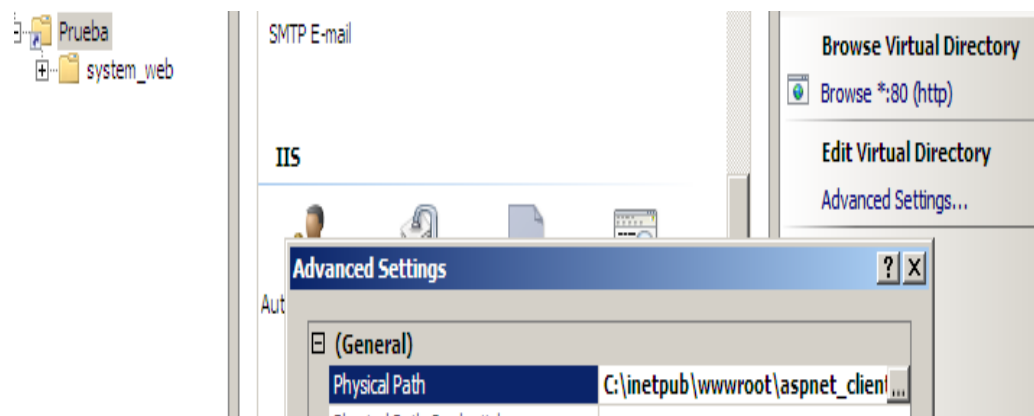 Prueba
system_web
SMTP E-mail
IIS
Aut
Browse Virtual Directory
Browse *:80 (http)
Edit Virtual Directory
Advanced Settings...
Advanced Settings
(General)
Physical Path
C:\inetpub\wwwroot\aspnet_client
...